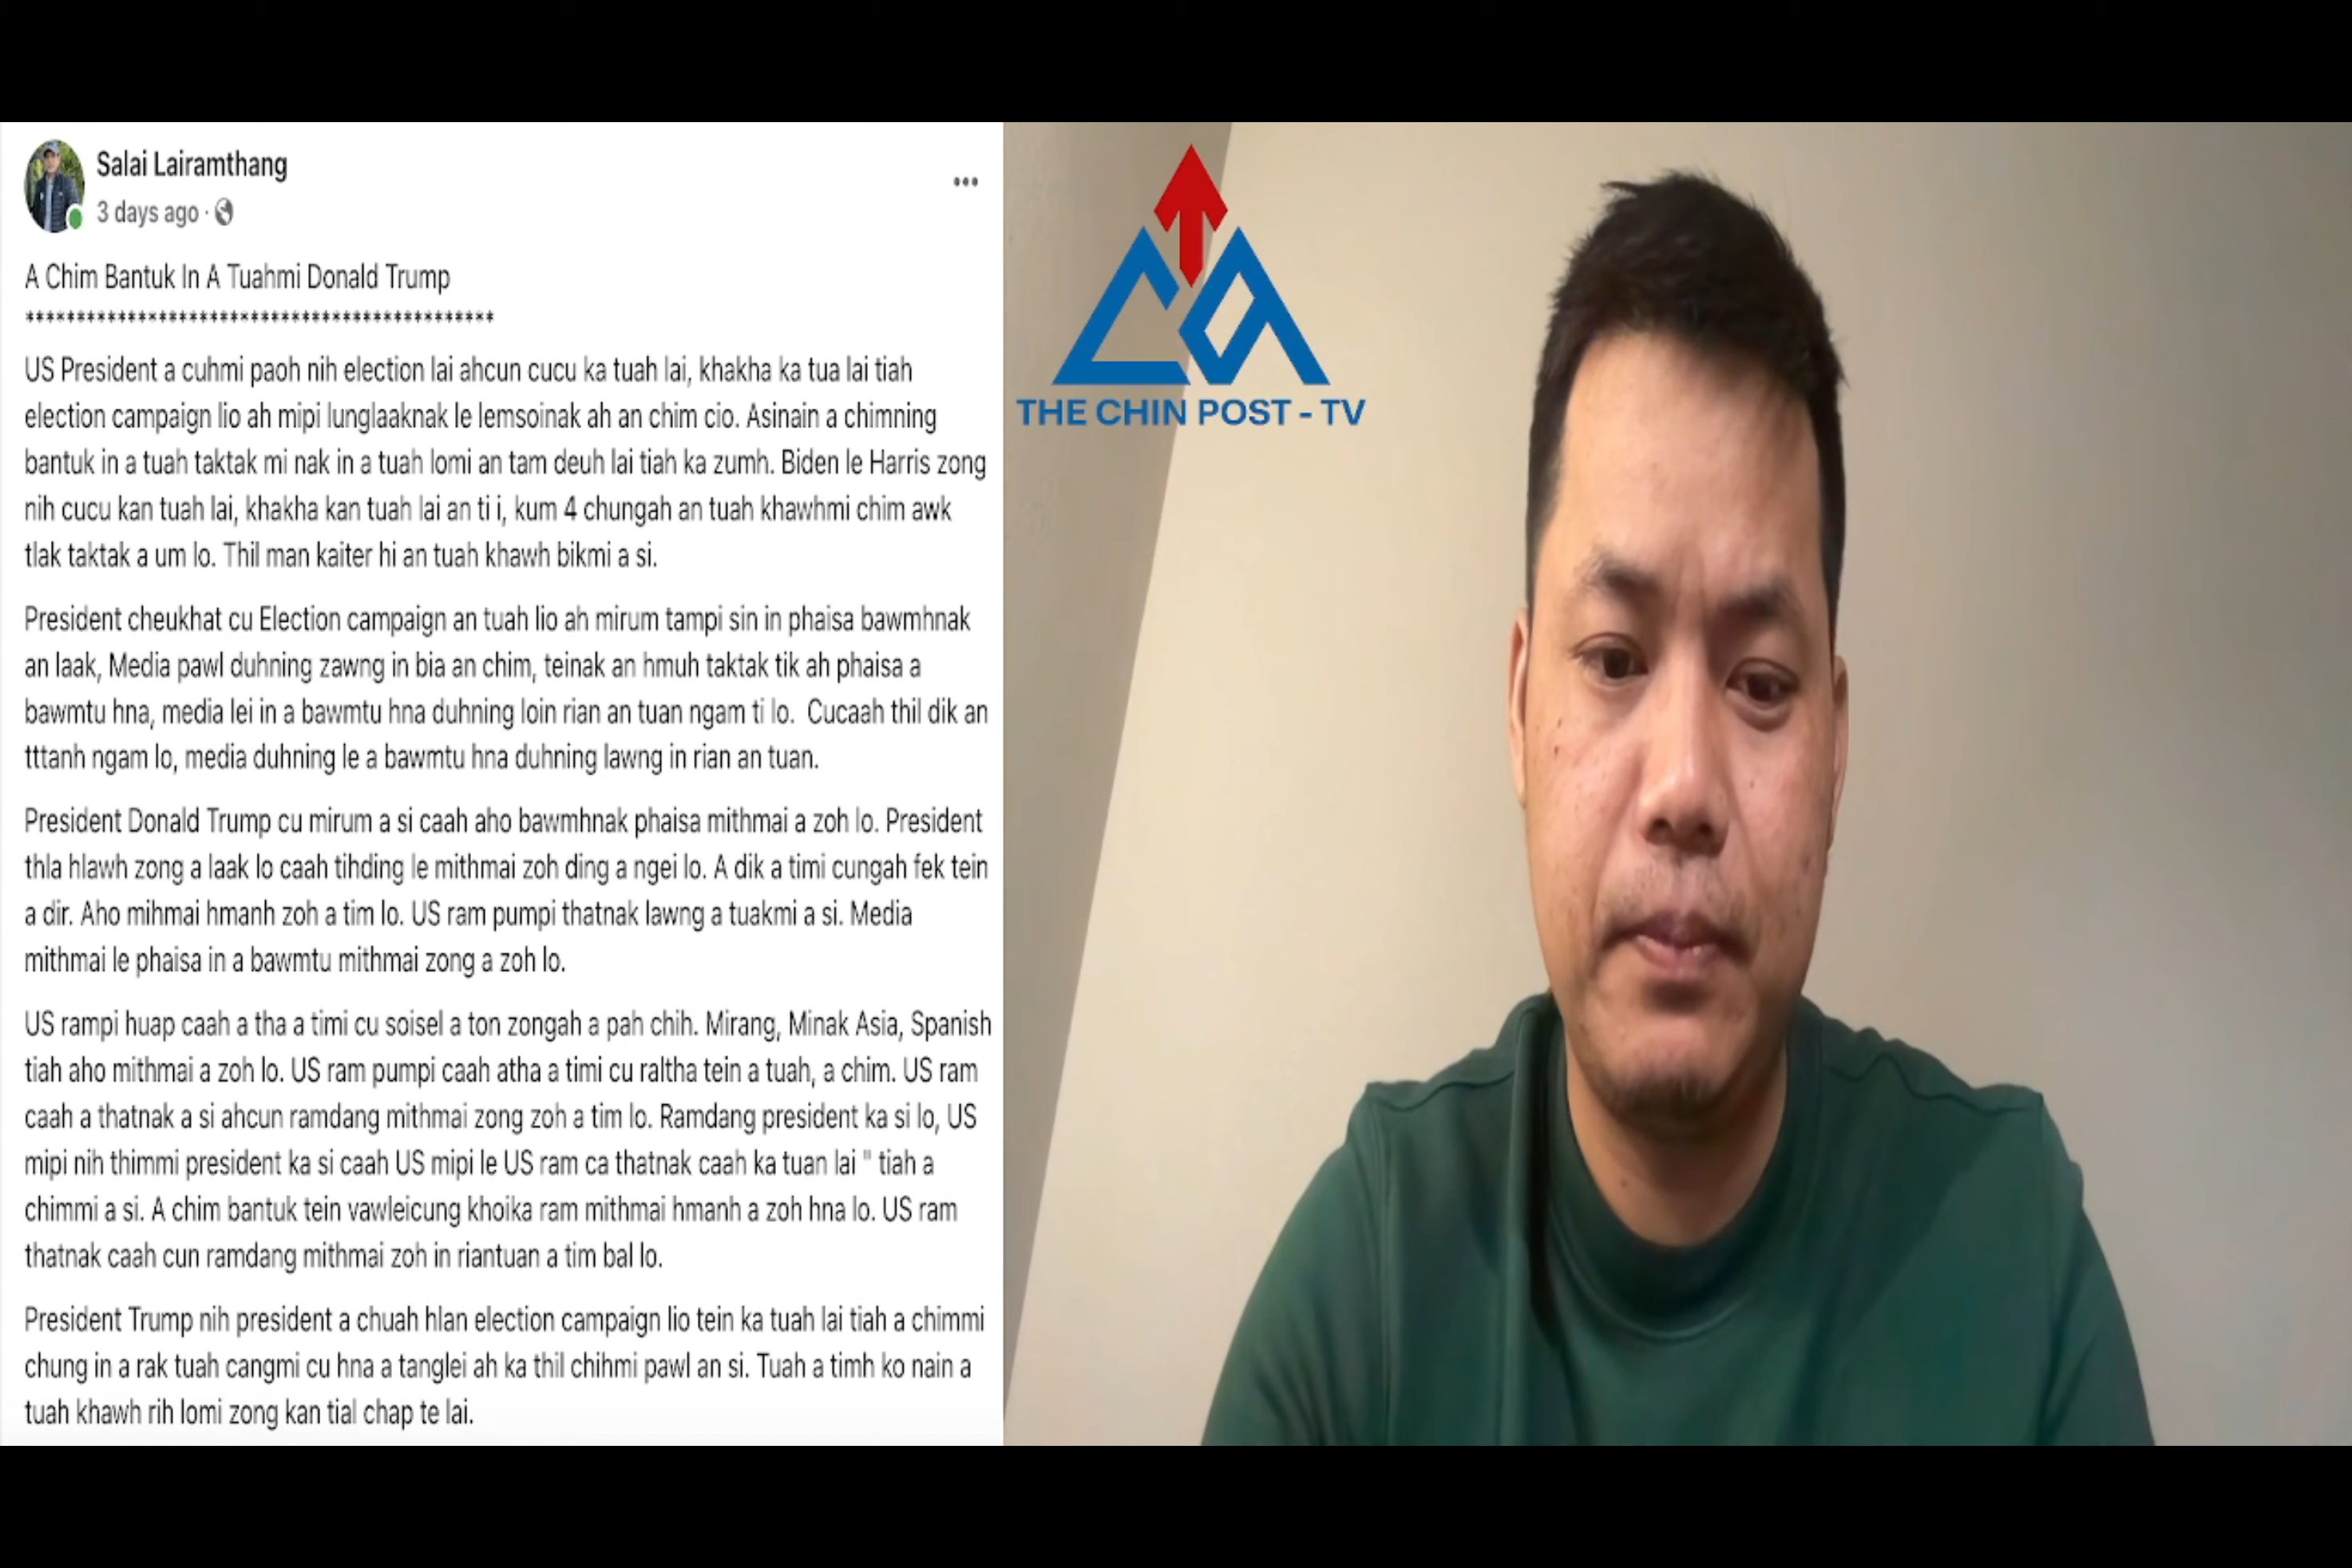 Salai Lairamthang
3 days ago ·
A Chim Bantuk In A Tuahmi Donald Trump
**********************************************
US President a cuhmi paoh nih election lai ahcun cucu ka tuah lai, khakha ka tua lai tiah
election campaign lio ah mipi lunglaaknak le lemsoinak ah an chim cio. Asinain a chimning
bantuk in a tuah taktak mi nak in a tuah lomi an tam deuh lai tiah ka zumh. Biden le Harris zong
nih cucu kan tuah lai, khakha kan tuah lai an ti i, kum 4 chungah an tuah khawhmi chim awk
tlak taktak a um lo. Thil man kaiter hi an tuah khawh bikmi a si.
President cheukhat cu Election campaign an tuah lio ah mirum tampi sin in phaisa bawmhnak
an laak, Media pawl duhning zawng in bia an chim, teinak an hmuh taktak tik ah phaisa a
bawmtu hna, media lei in a bawmtu hna duhning loin rian an tuan ngam ti lo. Cucaah thil dik an
tttanh ngam lo, media duhning le a bawmtu hna duhning lawng in rian an tuan.
President Donald Trump cu mirum a si caah aho bawmhnak phaisa mithmai a zoh lo. President
thla hlawh zong a laak lo caah tihding le mithmai zoh ding a ngei lo. A dik a timi cungah fek tein
a dir. Aho mihmai hmanh zoh a tim lo. US ram pumpi thatnak lawng a tuakmi a si. Media
mithmai le phaisa in a bawmtu mithmai zong a zoh lo.
US rampi huap caah a tha a timi cu soisel a ton zongah a pah chih. Mirang, Minak Asia, Spanish
tiah aho mithmai a zoh lo. US ram pumpi caah atha a timi cu raltha tein a tuah, a chim. US ram
caah a thatnak a si ahcun ramdang mithmai zong zoh a tim lo. Ramdang president ka si lo, US
mipi nih thimmi president ka si caah US mipi le US ram ca thatnak caah ka tuan lai " tiah a
chimmi a si. A chim bantuk tein vawleicung khoika ram mithmai hmanh a zoh hna lo. US ram
thatnak caah cun ramdang mithmai zoh in riantuan a tim bal lo.
President Trump nih president a chuah hlan election campaign lio tein ka tuah lai tiah a chimmi
chung in a rak tuah cangmi cu hna a tanglei ah ka thil chihmi pawl an si. Tuah a timh ko nain a
tuah khawh rih lomi zong kan tial chap te lai.
THE CHIN POST - TV